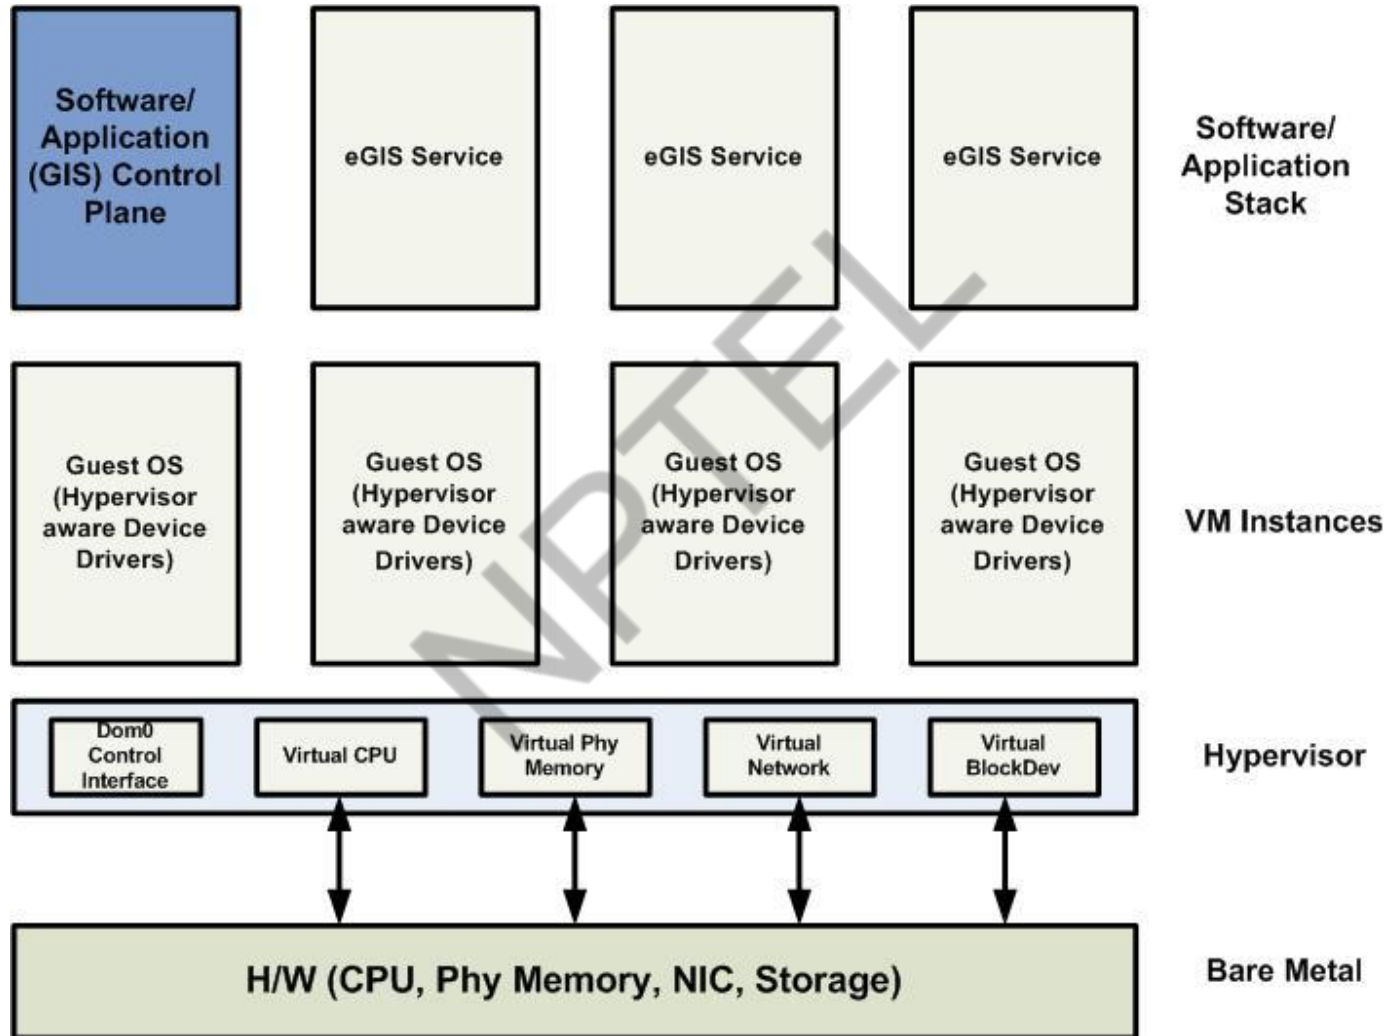 Software/
Application
(GIS) Control
Plane
eGIS Service
eGIS Service
eGIS Service
Software/
Application
Stack
Guest OS
(Hypervisor
aware Device
Drivers)
Guest OS
(Hypervisor
aware Device
Drivers)
Guest OS
(Hypervisor
aware Device
Drivers)
Guest OS
(Hypervisor
aware Device
Drivers)
VM Instances
Dom0
Control
Interface
Virtual CPU
Virtual Phy
Memory
Virtual
Network
Virtual
BlockDev
Hypervisor
H/W (CPU, Phy Memory, NIC, Storage)
Bare Metal
NPTEL